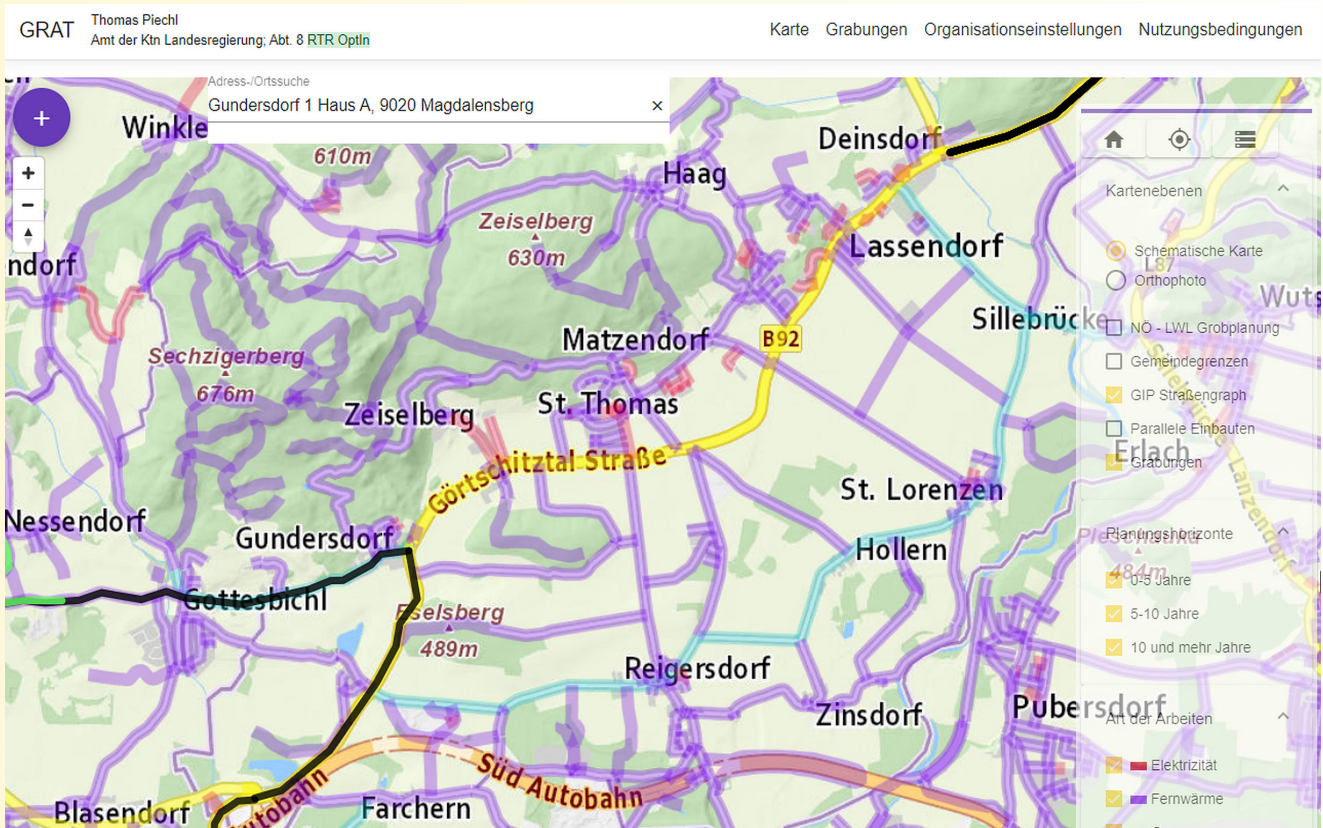 GRAT
Thomas Piechl
Amt der Ktn Landesregierung; Abt. 8 RTR OptIn
Karte Grabungen Organisationseinstellungen Nutzungsbedingungen
Adress-/Ortssuche
Gundersdorf 1 Haus A, 9020 Magdalensberg ×
+
Winkle
610m
Deinsdorf
Haag
+
−
Kartenebenen
Zeiselberg
630m
Lassendorf
ndorf
Schematische Karte
L87
Orthophoto
Wuts
Sillebrücke
NÖ - LWL Grobplanung
Matzendorf
B92
Sechzigerberg
676m
Gemeindegrenzen
GIP Straßengraph
Zeiselberg
St. Thomas
Parallele Einbauten
Erlach
Grabungen
Görtschitztal Straße
St. Lorenzen
Nessendorf
Gundersdorf
Hollern
Planungshorizonte
484m
0-5 Jahre
Gottesbichl
Eselsberg
489m
5-10 Jahre
10 und mehr Jahre
Reigersdorf
Zinsdorf
Pubersdorf
Art der Arbeiten
Elektrizität
Süd Autobahn
Fernwärme
Blasendorf
Autobahn
Farchern